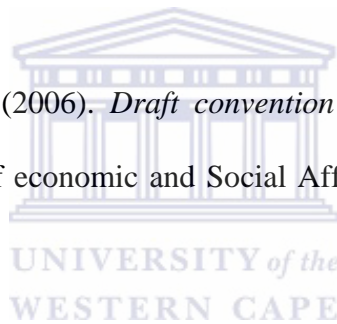 (2006). Draft convention
f economic and Social Aff
UNIVERSITY of the
WESTERN CAPE